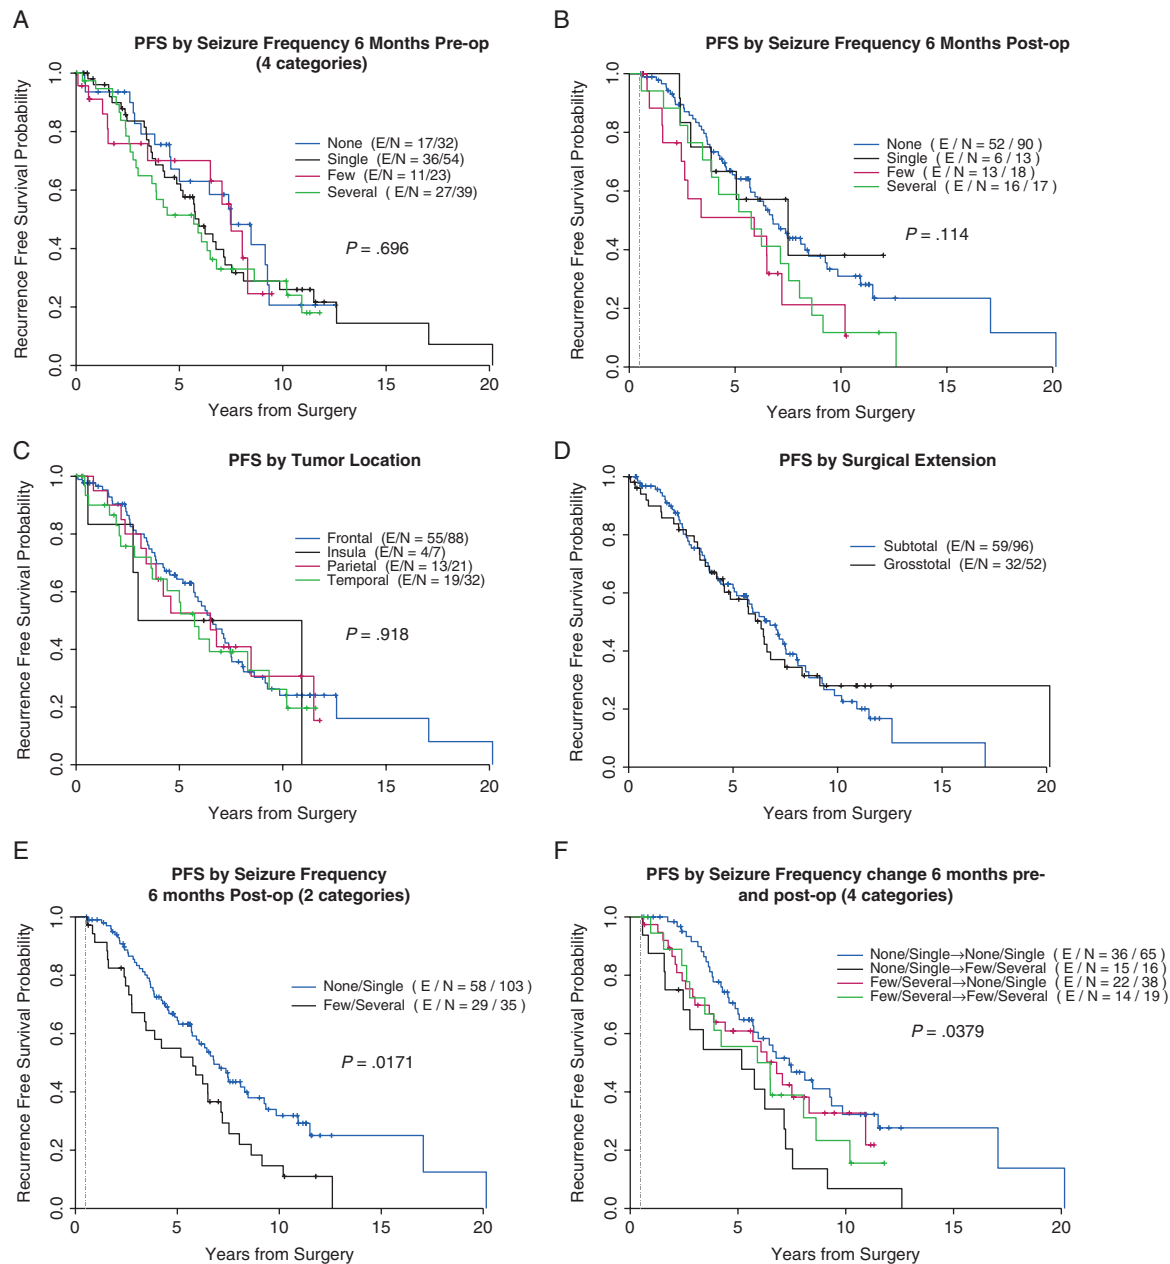 A
PFS by Seizure Frequency 6 Months Pre-op
(4 categories)
Recurrence Free Survival Probability
1.0
0.8
0.6
0.4
0.2
0.0
None (E/N = 17/32)
Single (E/N = 36/54)
Few (E/N = 11/23)
Several (E/N = 27/39)
P = .696
0 5 10 15 20
Years from Surgery
B
PFS by Seizure Frequency 6 Months Post-op
Recurrence Free Survival Probability
1.0
0.8
0.6
0.4
0.2
0.0
None ( E / N = 52 / 90 )
Single ( E / N = 6 / 13 )
Few ( E / N = 13 / 18 )
Several ( E / N = 16 / 17 )
P = .114
0 5 10 15 20
Years from Surgery
C
PFS by Tumor Location
Recurrence Free Survival Probability
1.0
0.8
0.6
0.4
0.2
0.0
Frontal (E/N = 55/88)
Insula (E/N = 4/7)
Parietal (E/N = 13/21)
Temporal (E/N = 19/32)
P = .918
0 5 10 15 20
Years from Surgery
D
PFS by Surgical Extension
Recurrence Free Survival Probability
1.0
0.8
0.6
0.4
0.2
0.0
Subtotal (E/N = 59/96)
Grosstotal (E/N = 32/52)
0 5 10 15 20
Years from Surgery
E
PFS by Seizure Frequency
6 months Post-op (2 categories)
Recurrence Free Survival Probability
1.0
0.8
0.6
0.4
0.2
0.0
None/Single ( E / N = 58 / 103 )
Few/Several ( E / N = 29 / 35 )
P = .0171
0 5 10 15 20
Years from Surgery
F
PFS by Seizure Frequency change 6 months pre-
and post-op (4 categories)
Recurrence Free Survival Probability
1.0
0.8
0.6
0.4
0.2
0.0
None/Single→None/Single ( E / N = 36 / 65 )
None/Single→Few/Several ( E / N = 15 / 16 )
Few/Several→None/Single ( E / N = 22 / 38 )
Few/Several→Few/Several ( E / N = 14 / 19 )
P = .0379
0 5 10 15 20
Years from Surgery